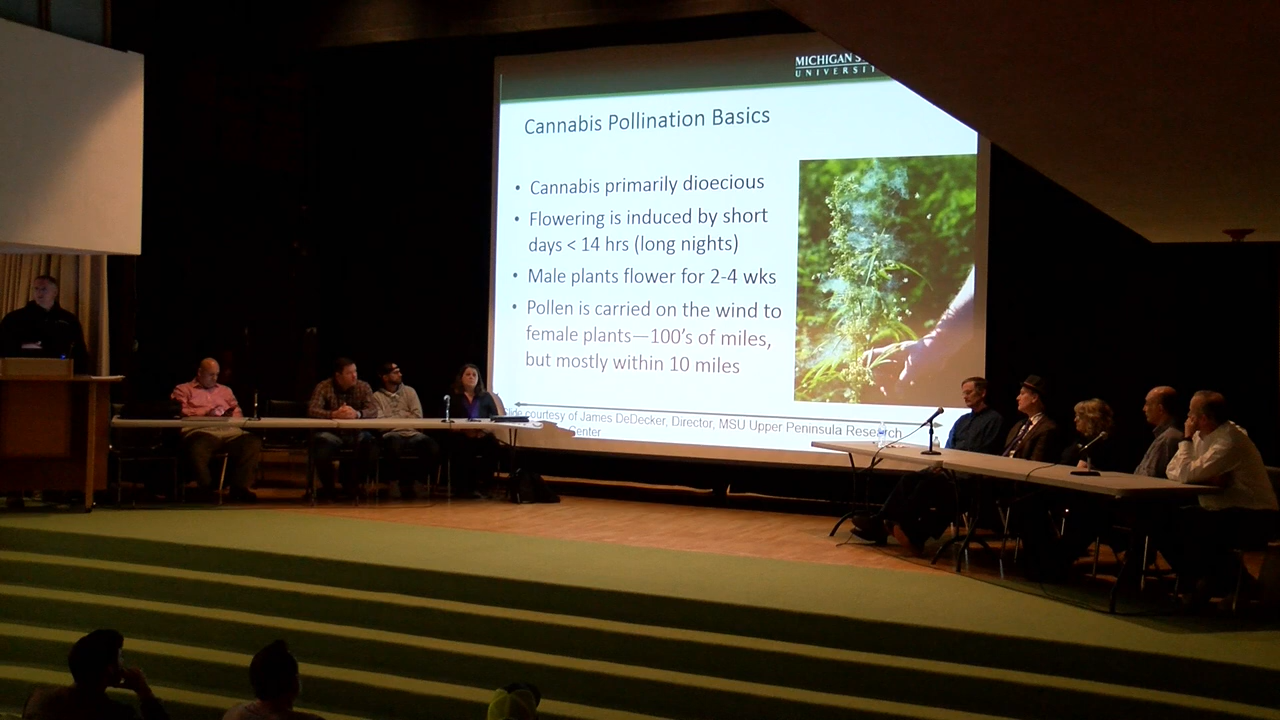 MICHIGAN
UNIVERSIT
Cannabis Pollination Basics
• Cannabis primarily dioecious
• Flowering is induced by short
days < 14 hrs (long nights)
• Male plants flower for 2-4 wks
• Pollen is carried on the wind to
female plants—100's of miles,
but mostly within 10 miles
lide courtesy of James DeDecker, Director, MSU Upper Peninsula Research
Center